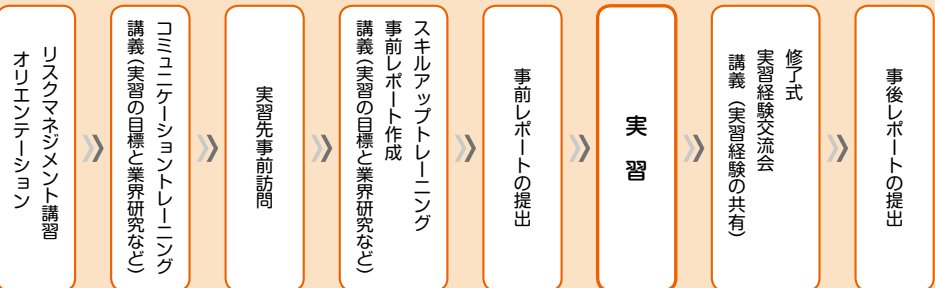 リスクマネジメント講習
オリエンテーション
コミュニケーショントレーニング
講義(実習の目標と業界研究など)
実習先事前訪問
スキルアップトレーニング
事前レポート作成
講義(実習の目標と業界研究など)
事前レポートの提出
実習
修了式
実習経験交流会
講義(実習経験の共有)
事後レポートの提出